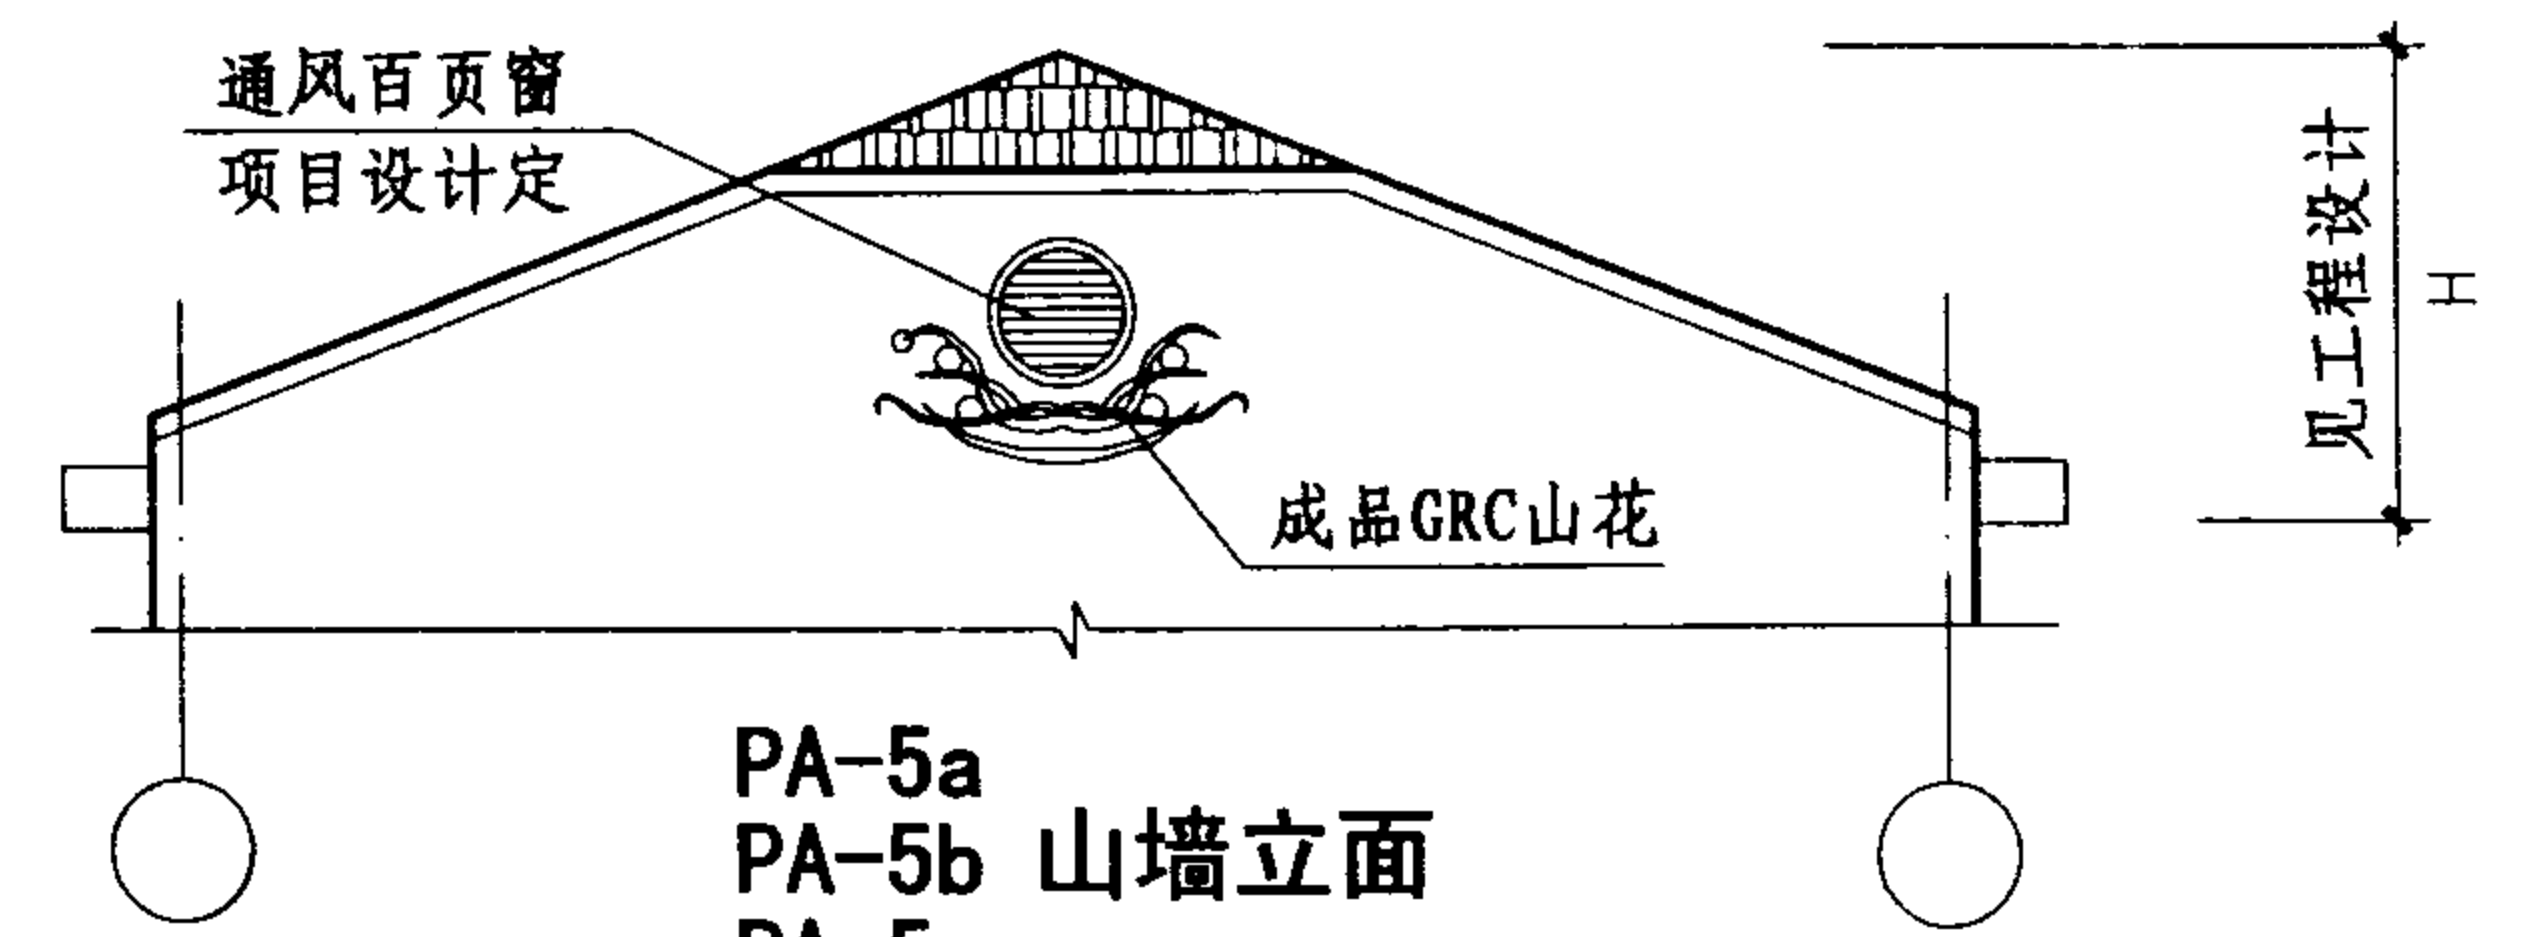 通风百页窗
项目设计定
见工程设计
H
成品GRC山花
PA-5a
PA-5b 山墙立面